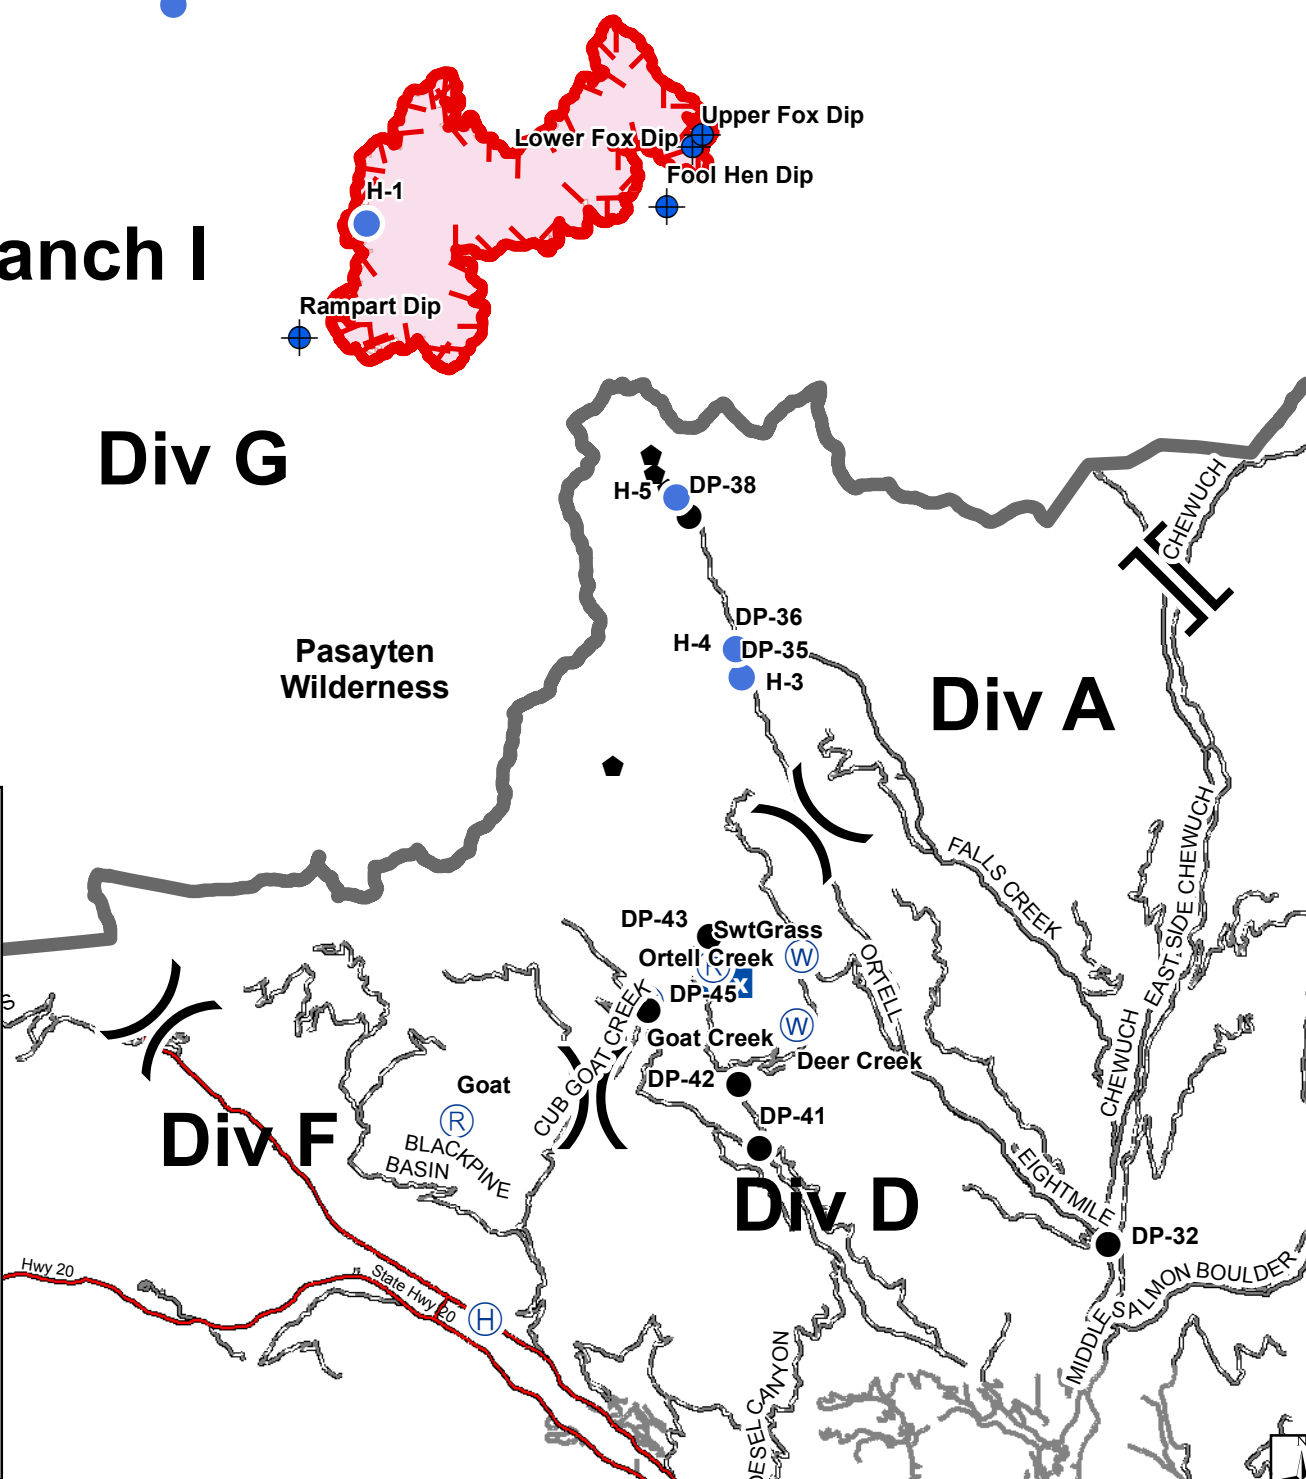 Upper Fox Dip
Lower Fox Dip
Fool Hen Dip
H-1
anch I
Rampart Dip
Div G
DP-38
H-5
CHEWUCH
DP-36
H-4
DP-35
H-3
Pasayten
Wilderness
Div A
FALLS CREEK
EAST SIDE CHEWUCH
DP-43
SwtGrass
Ortell Creek
W
R
x
DP-45
ORTELL
S
CUB GOAT CREEK
Goat Creek
W
Deer Creek
CHEWUCH
DP-42
Goat
R
DP-41
Div F
BLACKPINE
BASIN
EIGHTMILE
Div D
DP-32
Hwy 20
State Hwy 20
H
SALMON BOULDER
MIDDLE
DESEL CANYON
N